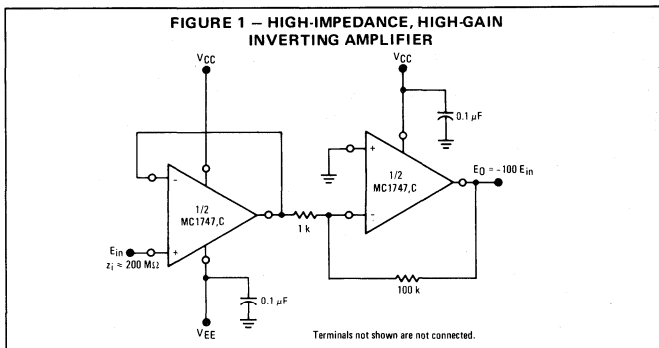 FIGURE 1 – HIGH-IMPEDANCE, HIGH-GAIN
INVERTING AMPLIFIER
VCC
VCC
0.1 µF
+
1/2
MC1747,C
-
EO = -100 Ein
-
1/2
MC1747,C
+
1 k
Ein
zi ≈ 200 MΩ
100 k
0.1 µF
VEE
Terminals not shown are not connected.